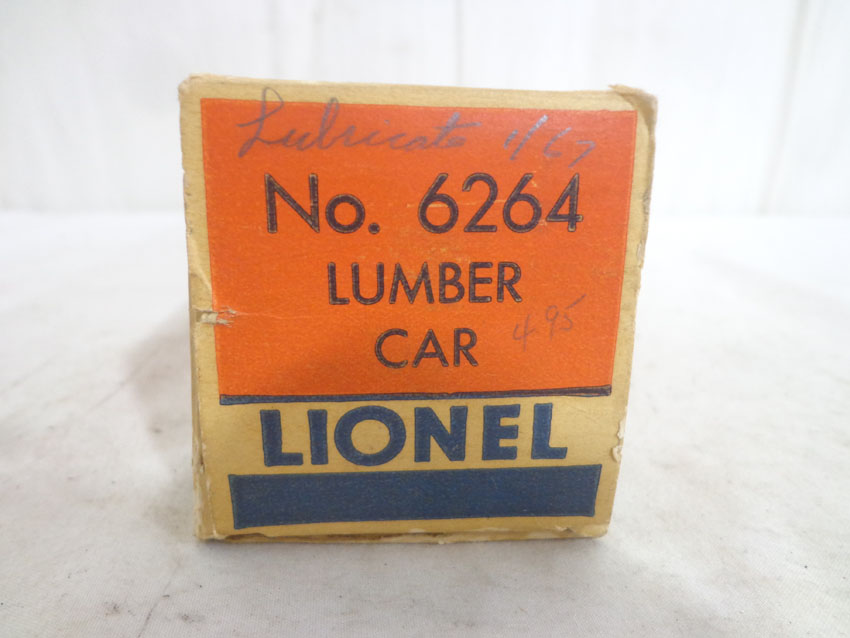 Lubricate 1/67
No. 6264
LUMBER
CAR
4.95
LIONEL